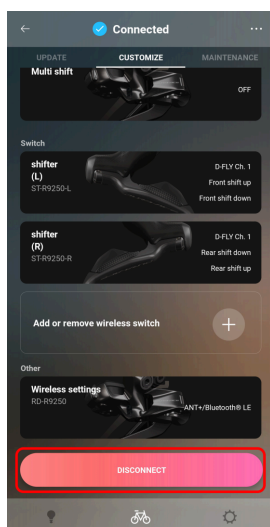 Connected
UPDATE CUSTOMIZE MAINTENANCE
Multi shift
OFF
Switch
shifter
(L)
ST-R9250-L
D-FLY Ch. 1
Front shift up
Front shift down
shifter
(R)
ST-R9250-R
D-FLY Ch. 1
Rear shift down
Rear shift up
Add or remove wireless switch
Other
Wireless settings
RD-R9250
ANT+/Bluetooth® LE
DISCONNECT